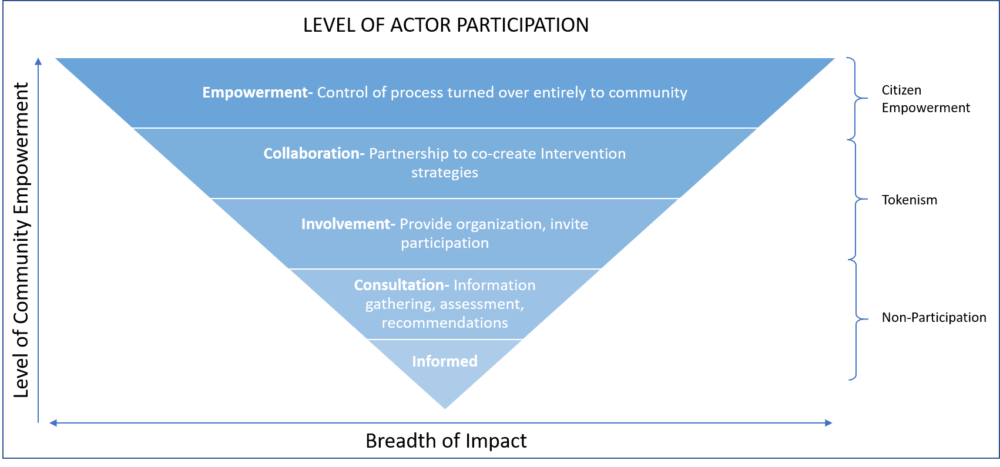 LEVEL OF ACTOR PARTICIPATION
Level of Community Empowerment
Empowerment- Control of process turned over entirely to community
Collaboration- Partnership to co-create Intervention
strategies
Involvement- Provide organization, invite
participation
Consultation- Information
gathering, assessment,
recommendations
Informed
Citizen
Empowerment
Tokenism
Non-Participation
Breadth of Impact